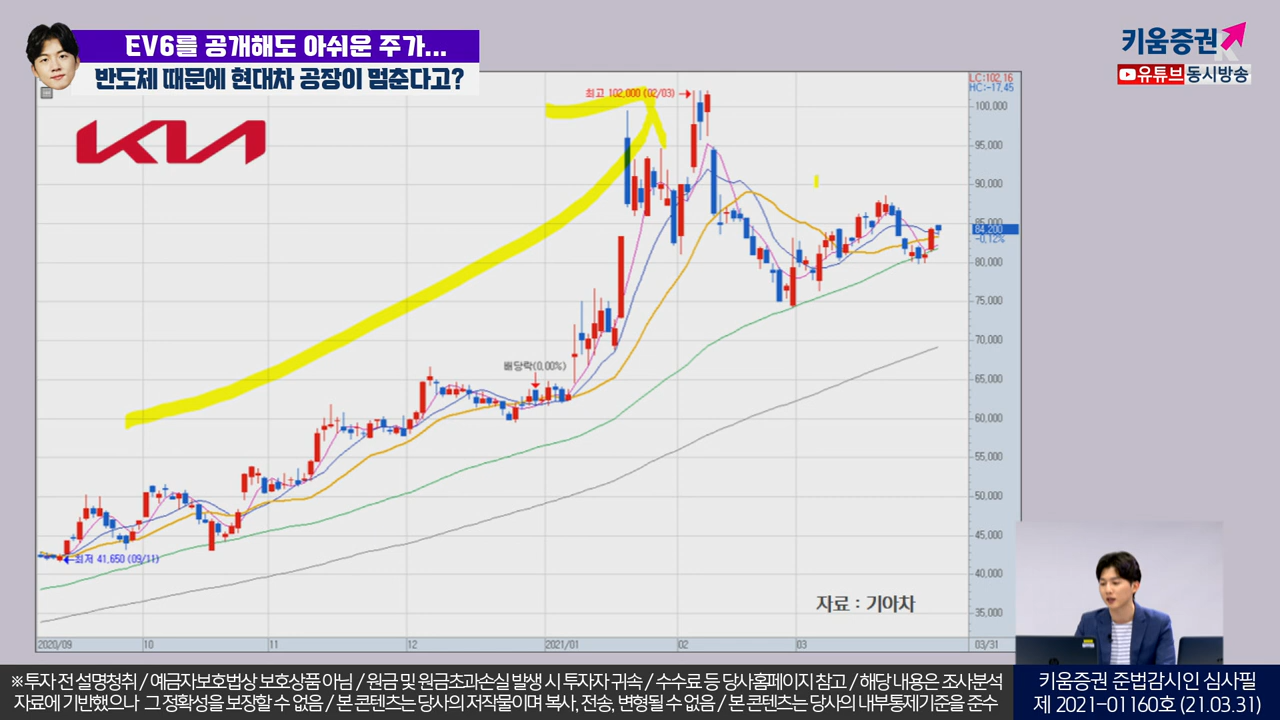 EV6를 공개해도 아쉬운 주가...
반도체 때문에 현대차 공장이 멈춘다고?
키움증권
유튜브 동시방송
KIA
LC:102.16
HC:-17.45
최고 102,000 (02/03)
100,000
95,000
90,000
85,000
84,200
-0.12%
80,000
75,000
70,000
65,000
60,000
55,000
50,000
45,000
40,000
35,000
배당락(0.00%)
최저 41,650 (09/11)
자료 : 기아차
2020/09 10 11 12 2021/01 02 03 03/31
※ 투자 전 설명청취 / 예금자보호법상 보호상품 아님 / 원금 및 원금초과손실 발생 시 투자자 귀속 / 수수료 등 당사홈페이지 참고 / 해당 내용은 조사분석
자료에 기반했으나 그 정확성을 보장할 수 없음 / 본 콘텐츠는 당사의 저작물이며 복사, 전송, 변형될 수 없음 / 본 콘텐츠는 당사의 내부통제기준을 준수
키움증권 준법감시인 심사필
제 2021-01160호 (21.03.31)